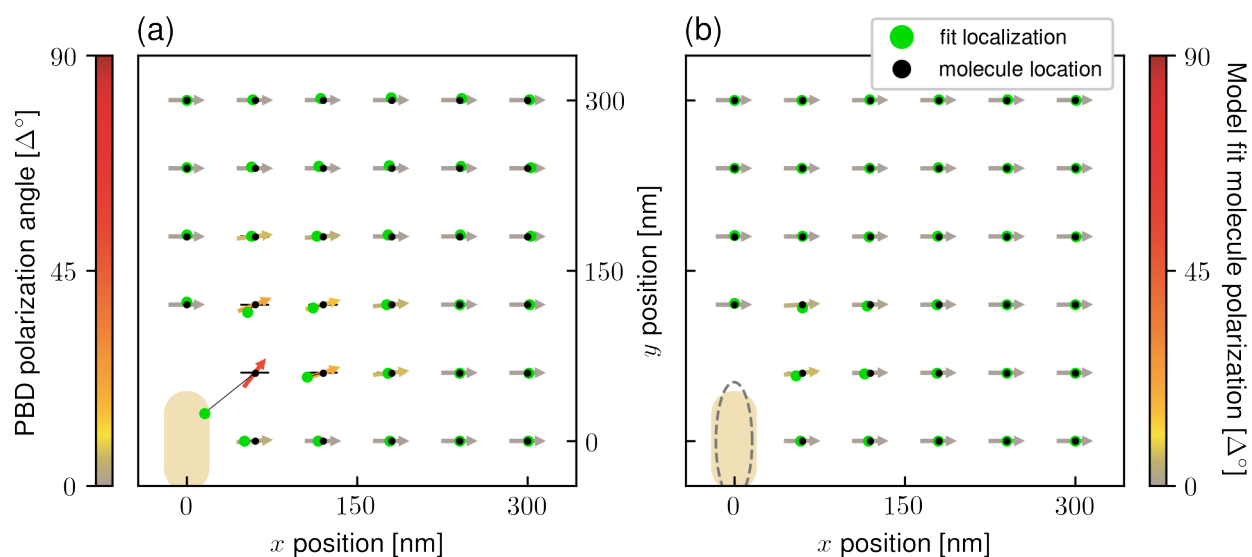 (a)
(b)
fit localization
molecule location
90
45
0
PBD polarization angle [Δ°]
300
150
0
y position [nm]
0
150
300
x position [nm]
0
150
300
x position [nm]
90
45
0
Model fit molecule polarization [Δ°]